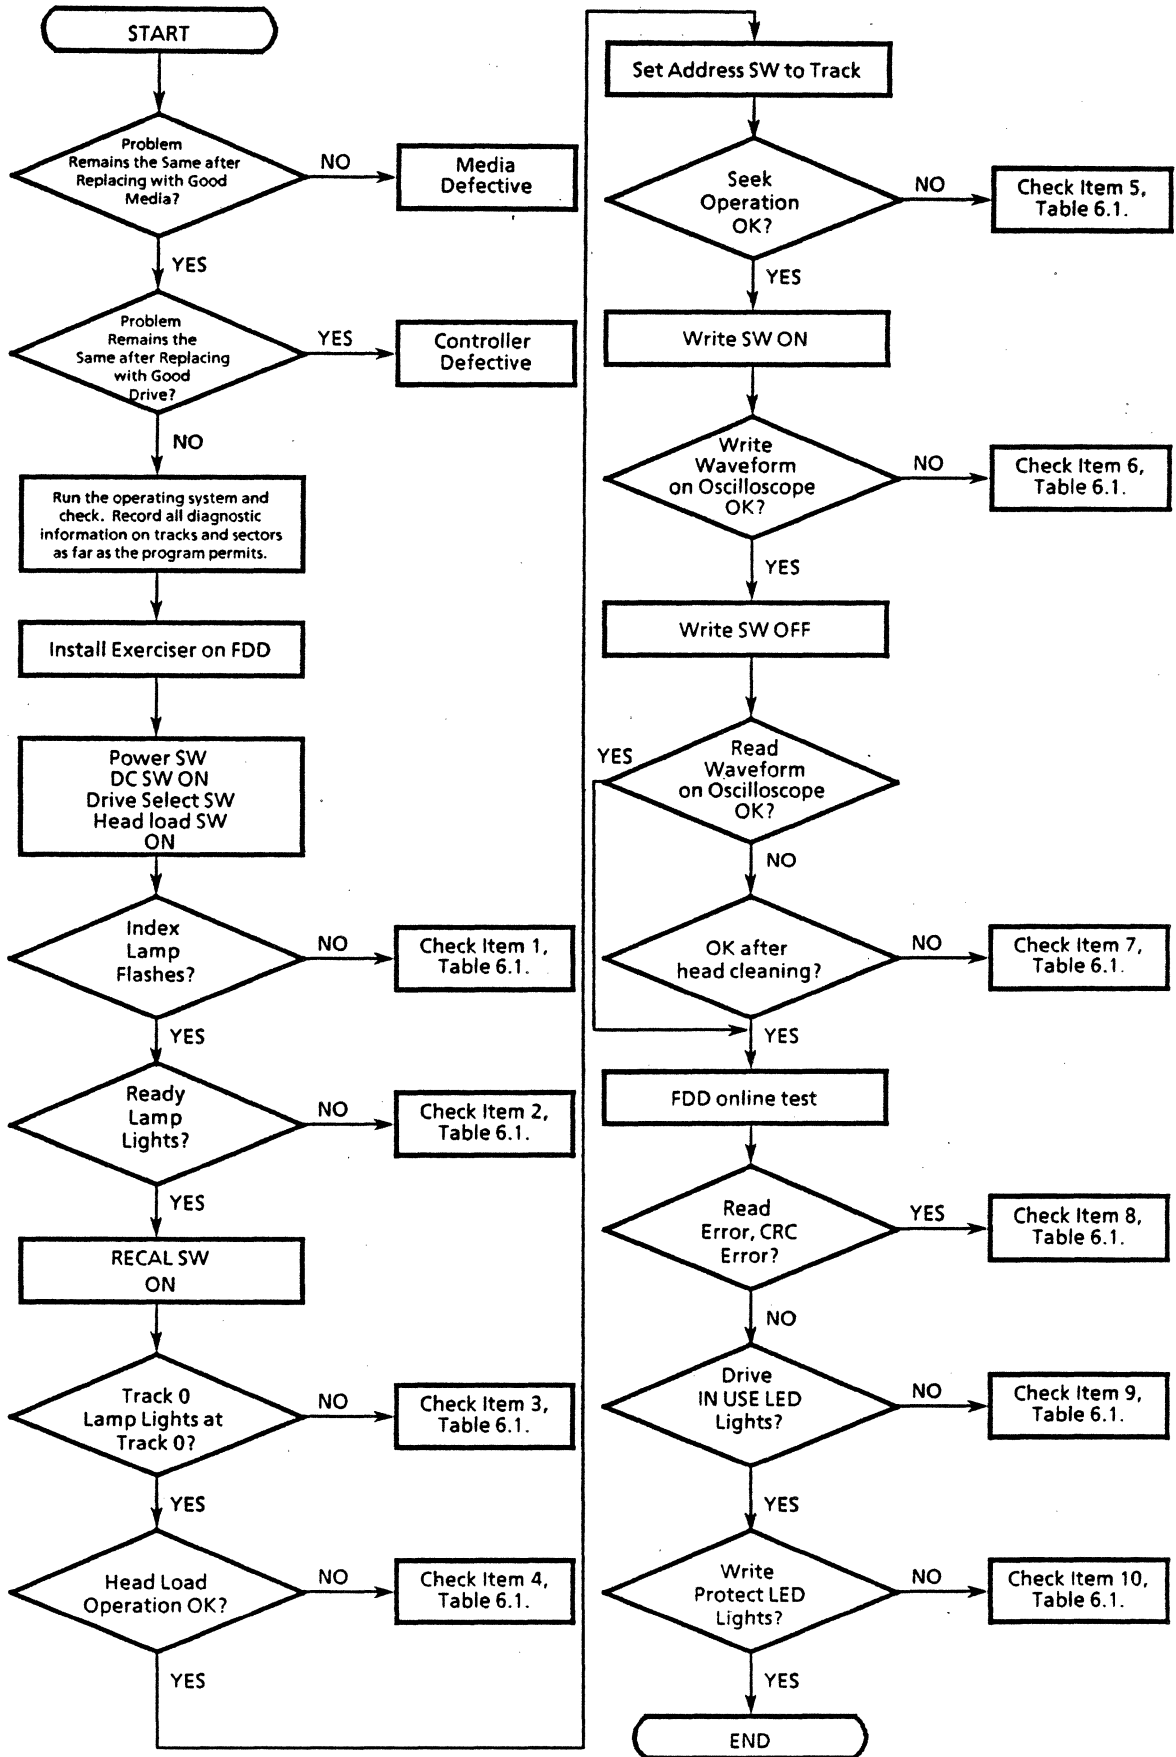 START
Problem
Remains the Same after
Replacing with Good
Media?
NO
Media
Defective
YES
Problem
Remains the
Same after Replacing
with Good
Drive?
YES
Controller
Defective
NO
Run the operating system and
check. Record all diagnostic
information on tracks and sectors
as far as the program permits.
Install Exerciser on FDD
Power SW
DC SW ON
Drive Select SW
Head load SW
ON
Index
Lamp
Flashes?
NO
Check Item 1,
Table 6.1.
YES
Ready
Lamp
Lights?
NO
Check Item 2,
Table 6.1.
YES
RECAL SW
ON
Track 0
Lamp Lights at
Track 0?
NO
Check Item 3,
Table 6.1.
YES
Head Load
Operation OK?
NO
Check Item 4,
Table 6.1.
YES
Set Address SW to Track
Seek
Operation
OK?
NO
Check Item 5,
Table 6.1.
YES
Write SW ON
Write
Waveform
on Oscilloscope
OK?
NO
Check Item 6,
Table 6.1.
YES
Write SW OFF
YES
Read
Waveform
on Oscilloscope
OK?
NO
OK after
head cleaning?
NO
Check Item 7,
Table 6.1.
YES
FDD online test
Read
Error, CRC
Error?
YES
Check Item 8,
Table 6.1.
NO
Drive
IN USE LED
Lights?
NO
Check Item 9,
Table 6.1.
YES
Write
Protect LED
Lights?
NO
Check Item 10,
Table 6.1.
YES
END